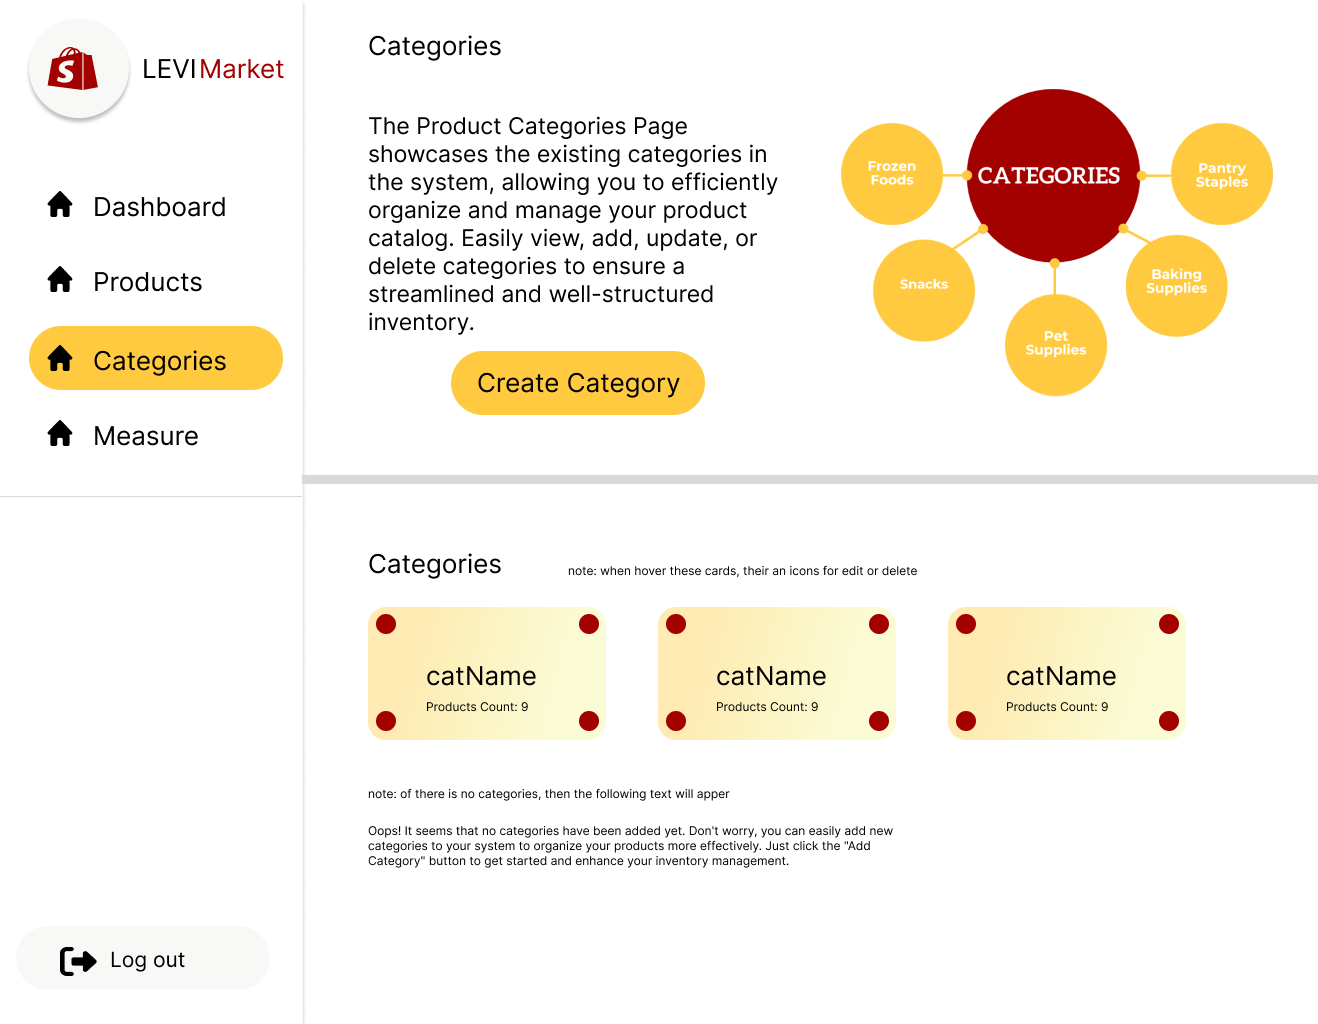 LEVIMarket
Dashboard
Products
Categories
Measure
Log out
Categories
The Product Categories Page
showcases the existing categories in
the system, allowing you to efficiently
organize and manage your product
catalog. Easily view, add, update, or
delete categories to ensure a
streamlined and well-structured
inventory.
Create Category
CATEGORIES
Frozen
Foods
Snacks
Pet
Supplies
Baking
Supplies
Pantry
Staples
Categories
note: when hover these cards, their an icons for edit or delete
catName
Products Count: 9
catName
Products Count: 9
catName
Products Count: 9
note: of there is no categories, then the following text will apper
Oops! It seems that no categories have been added yet. Don't worry, you can easily add new
categories to your system to organize your products more effectively. Just click the "Add
Category" button to get started and enhance your inventory management.